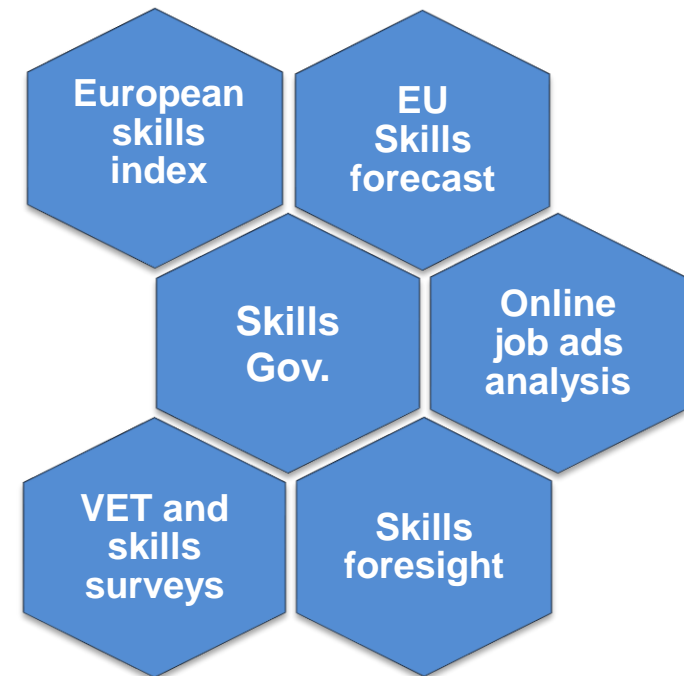 European
skills
index
EU
Skills
forecast
Skills
Gov.
Online
job ads
analysis
VET and
skills
surveys
Skills
foresight